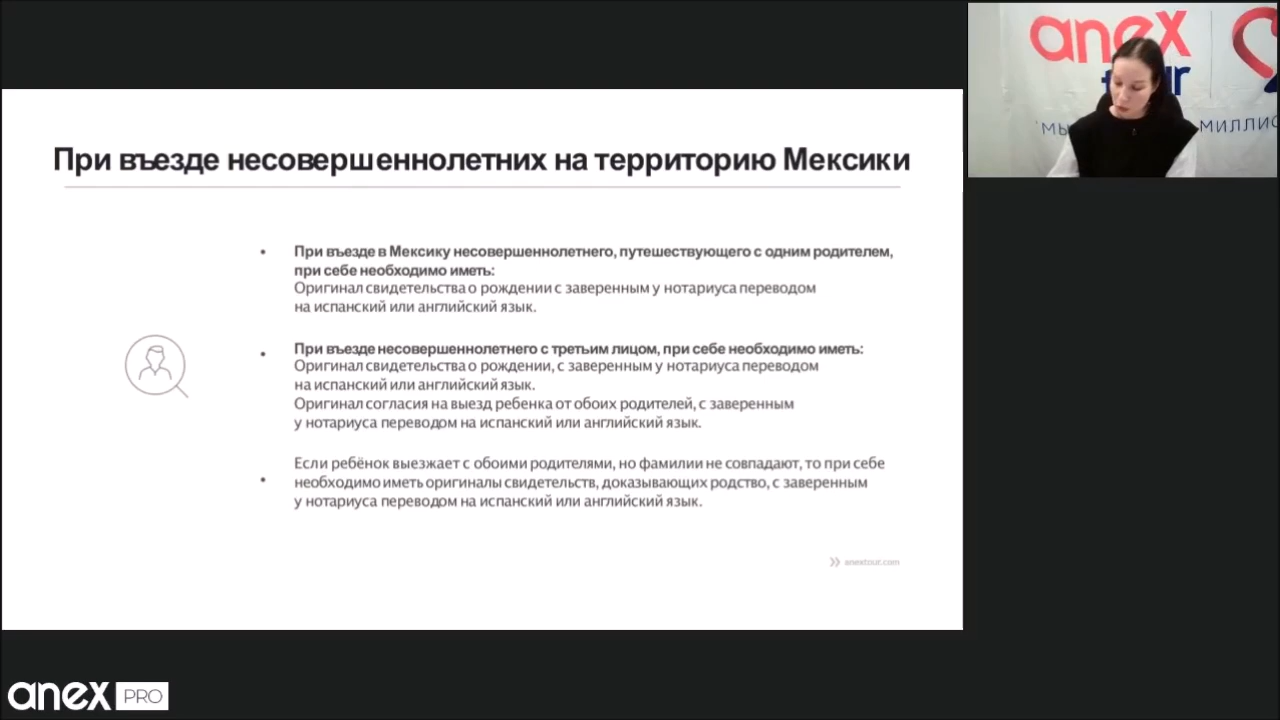 anex
tour
МЫ
МИЛЛИО
При въезде несовершеннолетних на территорию Мексики
• При въезде в Мексику несовершеннолетнего, путешествующего с одним родителем,
при себе необходимо иметь:
Оригинал свидетельства о рождении с заверенным у нотариуса переводом
на испанский или английский язык.
• При въезде несовершеннолетнего с третьим лицом, при себе необходимо иметь:
Оригинал свидетельства о рождении, с заверенным у нотариуса переводом
на испанский или английский язык.
Оригинал согласия на выезд ребенка от обоих родителей, с заверенным
у нотариуса переводом на испанский или английский язык.
Если ребёнок выезжает с обоими родителями, но фамилии не совпадают, то при себе
• необходимо иметь оригиналы свидетельств, доказывающих родство, с заверенным
у нотариуса переводом на испанский или английский язык.
anextour.com
anex PRO